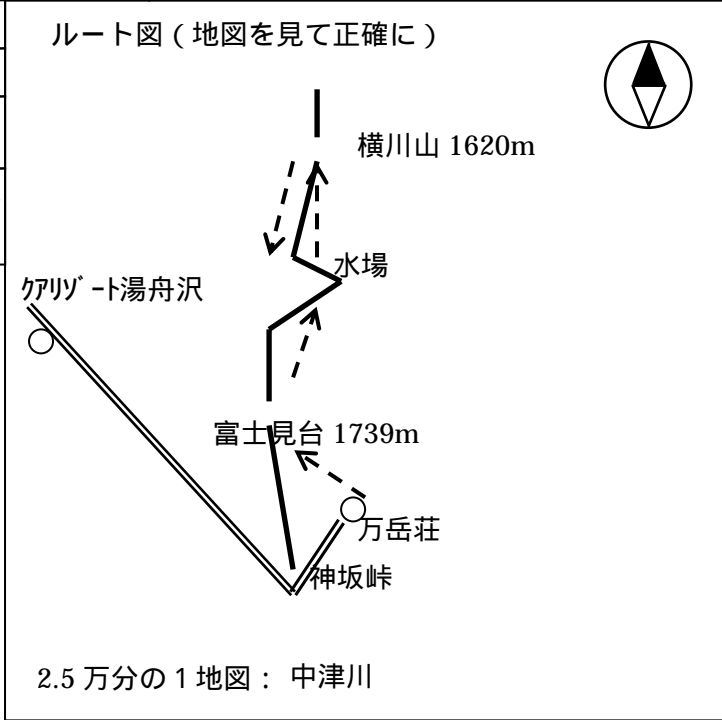 ルート図(地図を見て正確に)
横川山 1620m
水場
ｸｱﾘｿﾞｰﾄ湯舟沢
富士見台 1739m
万岳荘
神坂峠
2.5 万分の1地図: 中津川